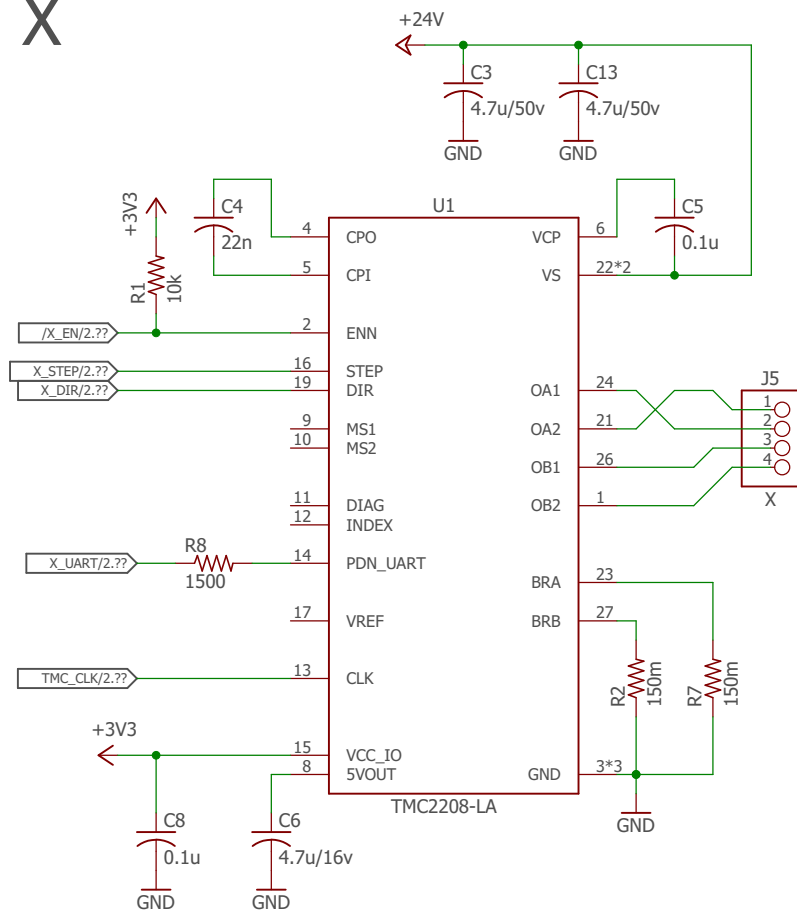 X
+24V
C3
4.7u/50v
GND
C13
4.7u/50v
GND
+3V3
R1
10k
C4
22n
U1
C5
0.1u
4 CPO
VCP 6
5 CPI
VS 22*2
/X_EN/2.??
2 ENN
X_STEP/2.??
16 STEP
X_DIR/2.??
19 DIR
OA1 24
9 MS1
OA2 21
10 MS2
OB1 26
11 DIAG
OB2 1
12 INDEX
J5
1
2
3
4
X
X_UART/2.??
R8
1500
14 PDN_UART
BRA 23
17 VREF
BRB 27
TMC_CLK/2.??
13 CLK
R2
150m
R7
150m
+3V3
15 VCC_IO
8 5VOUT
GND 3*3
TMC2208-LA
GND
C8
0.1u
GND
C6
4.7u/16v
GND